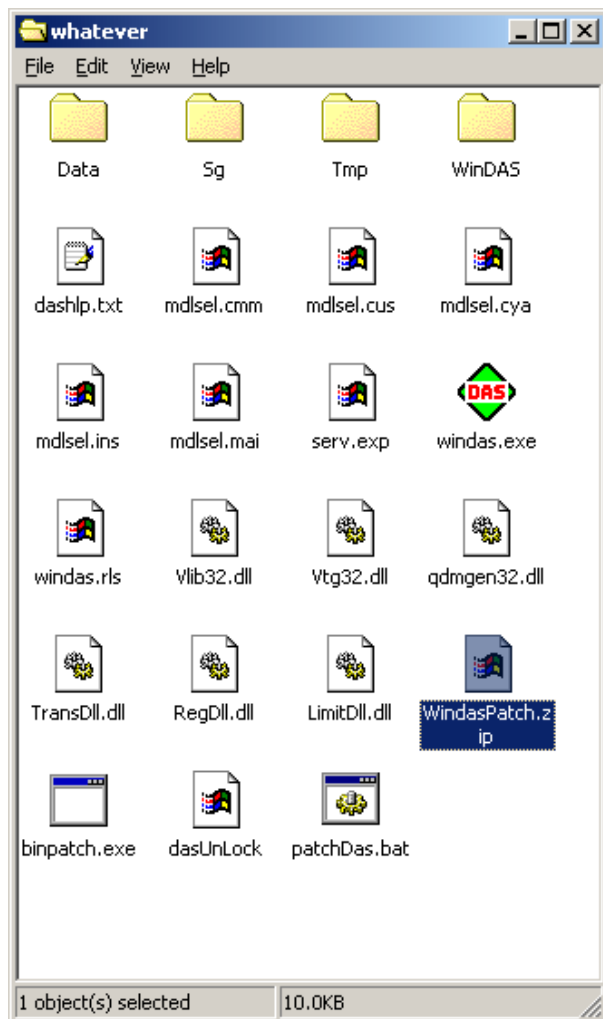 whatever
File Edit View Help
Data Sg Tmp WinDAS
dashlp.txt mdlsel.cmm mdlsel.cus mdlsel.cya
DAS
mdlsel.ins mdlsel.mai serv.exp windas.exe
windas.rls Vlib32.dll Vtg32.dll qdmgen32.dll
TransDll.dll RegDll.dll LimitDll.dll WindasPatch.z
ip
binpatch.exe dasUnLock patchDas.bat
1 object(s) selected 10.0KB